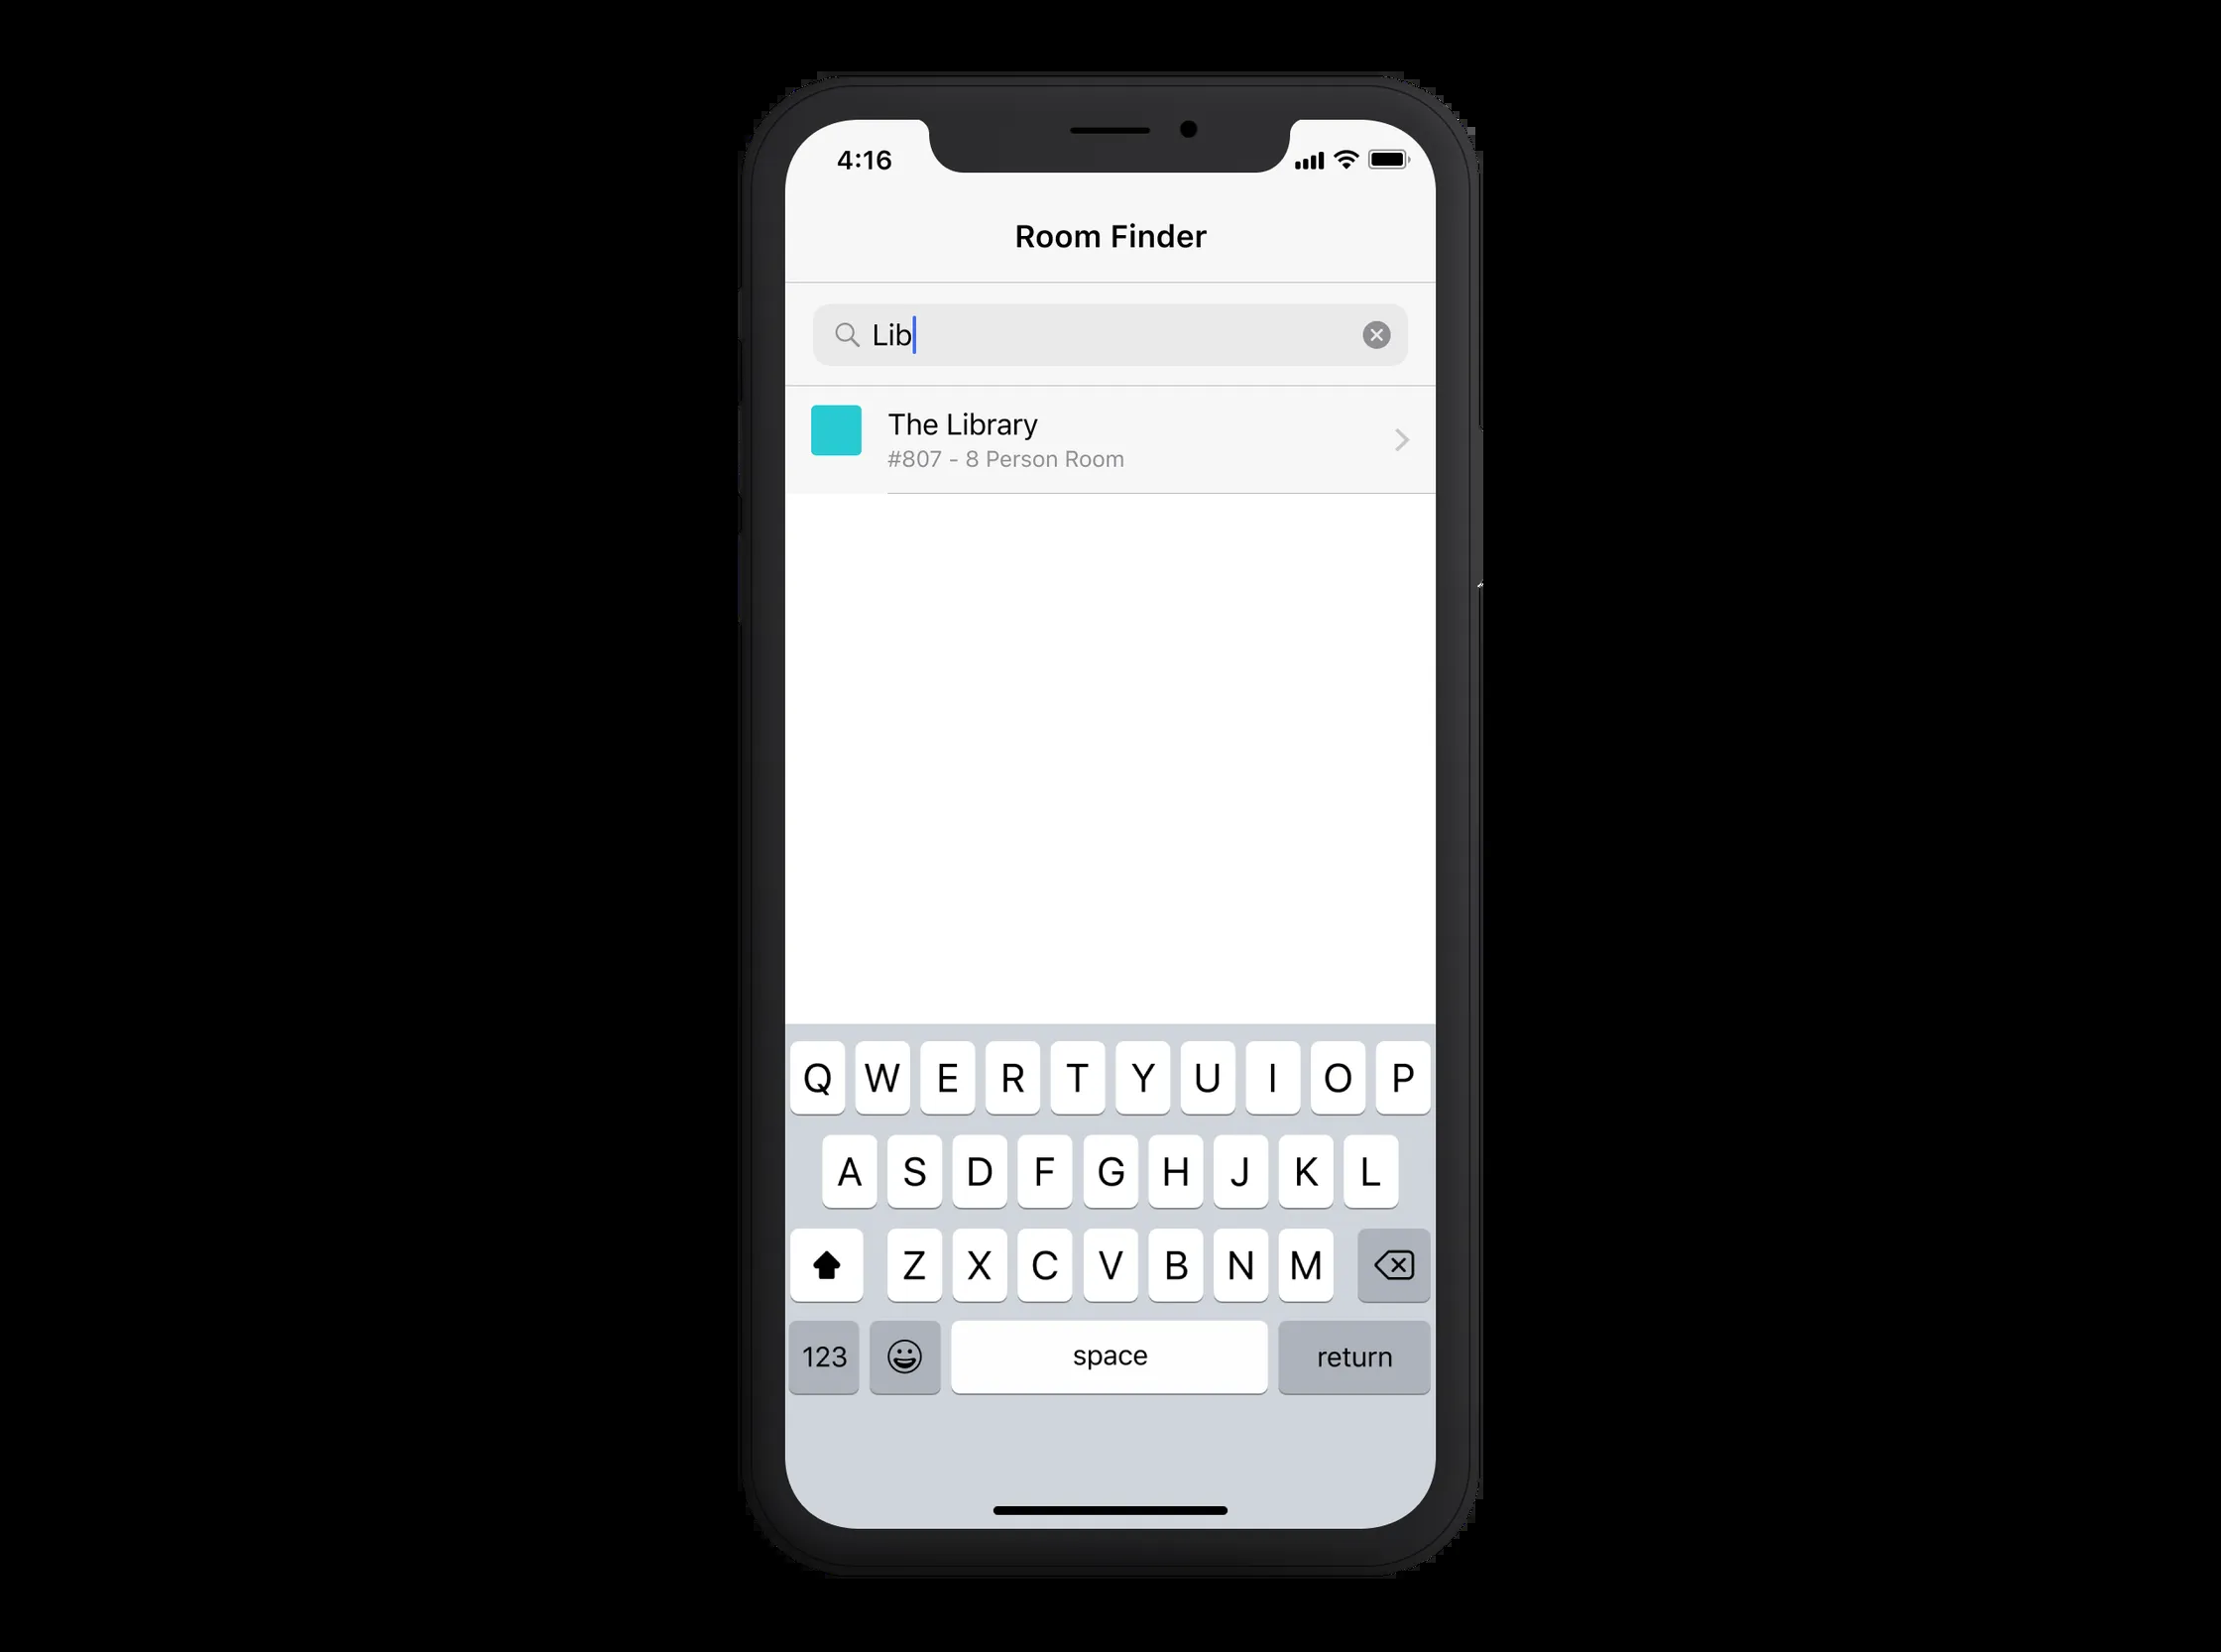 4:16
Room Finder
Lib
The Library
#807 - 8 Person Room
Q W E R T Y U I O P
A S D F G H J K L
Z X C V B N M
123 space return